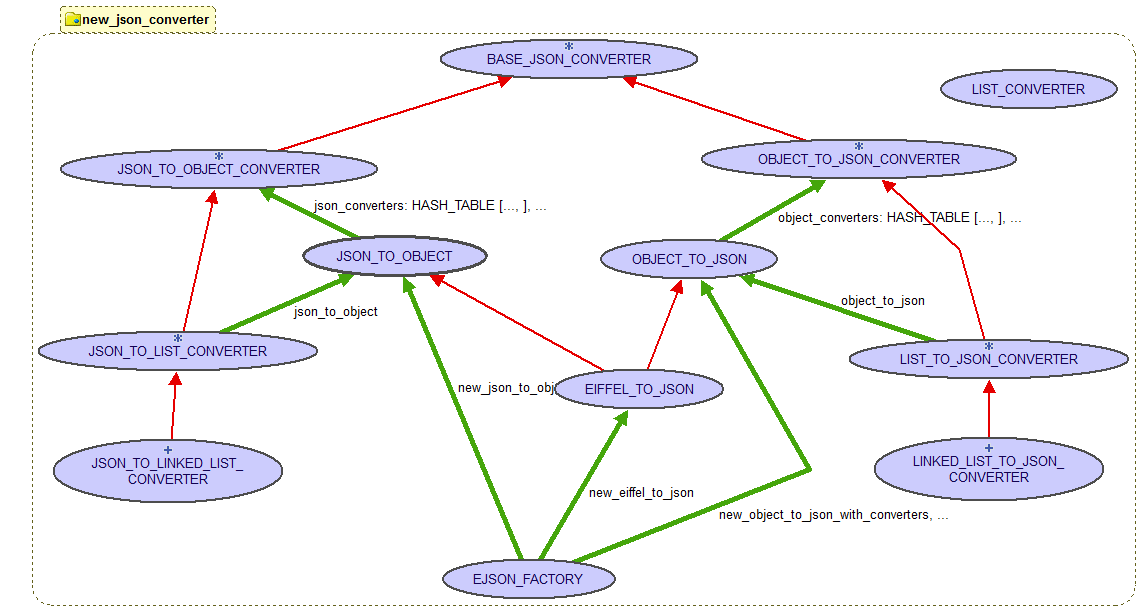 new_json_converter
*
BASE_JSON_CONVERTER
LIST_CONVERTER
*
JSON_TO_OBJECT_CONVERTER
*
OBJECT_TO_JSON_CONVERTER
json_converters: HASH_TABLE [..., ], ...
object_converters: HASH_TABLE [..., ], ...
JSON_TO_OBJECT
OBJECT_TO_JSON
json_to_object
object_to_json
*
JSON_TO_LIST_CONVERTER
*
LIST_TO_JSON_CONVERTER
new_json_to_obj
EIFFEL_TO_JSON
+
JSON_TO_LINKED_LIST_
CONVERTER
+
LINKED_LIST_TO_JSON_
CONVERTER
new_eiffel_to_json
new_object_to_json_with_converters, ...
EJSON_FACTORY